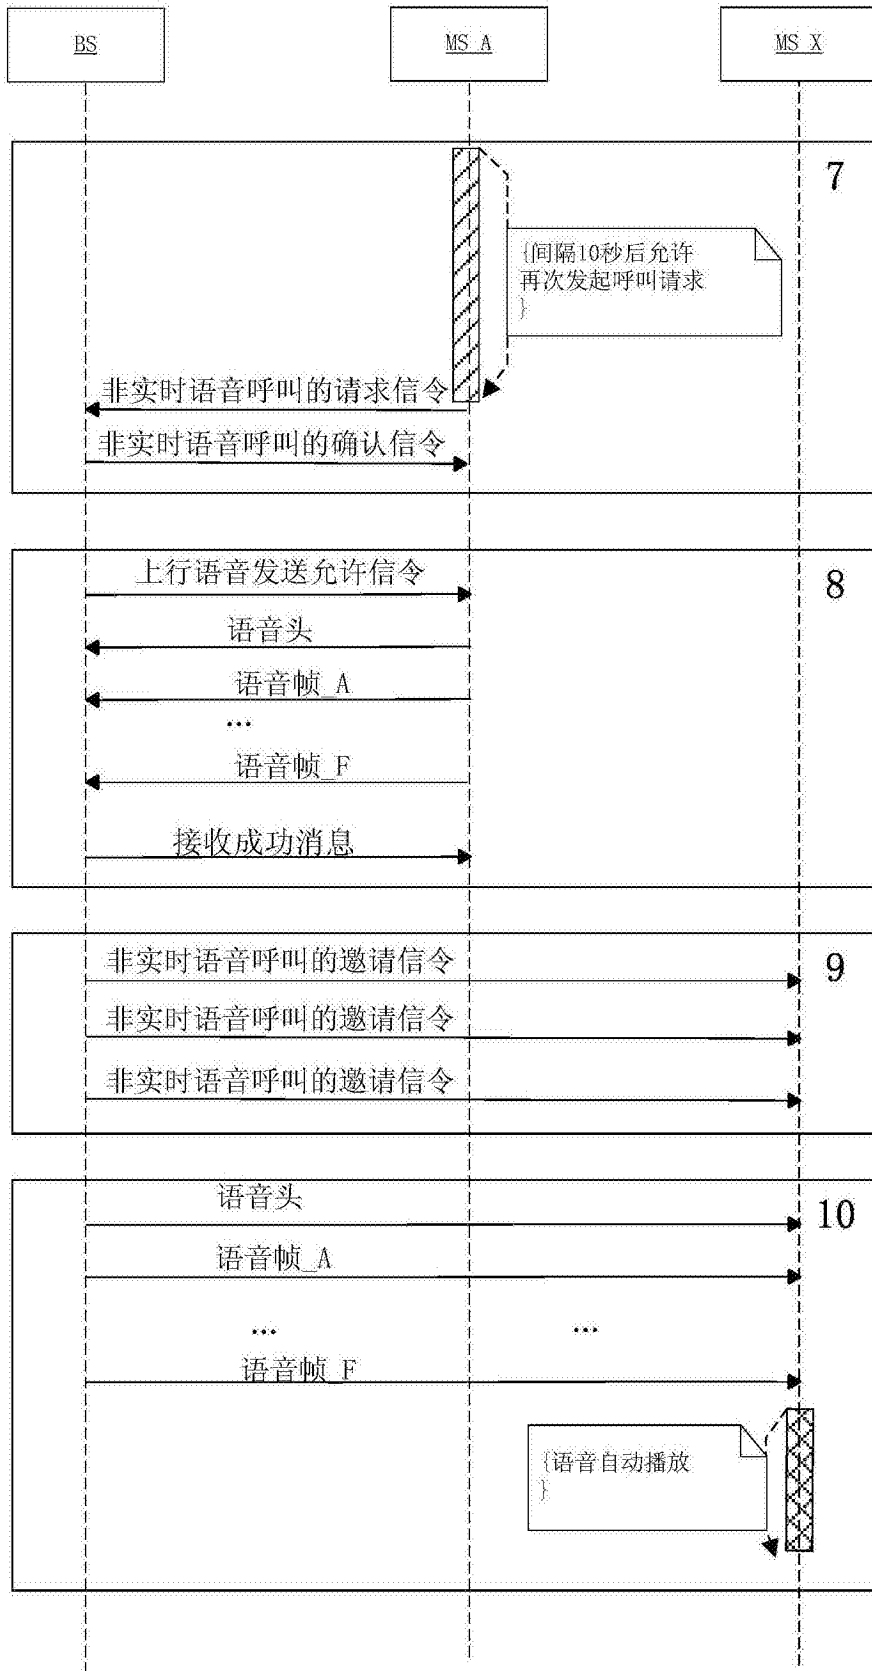 BS
MS A
MS X
7
{间隔10秒后允许
再次发起呼叫请求
}
非实时语音呼叫的请求信令
非实时语音呼叫的确认信令
8
上行语音发送允许信令
语音头
语音帧_A
...
语音帧_F
接收成功消息
9
非实时语音呼叫的邀请信令
非实时语音呼叫的邀请信令
非实时语音呼叫的邀请信令
10
语音头
语音帧_A
... ...
语音帧_F
{语音自动播放
}